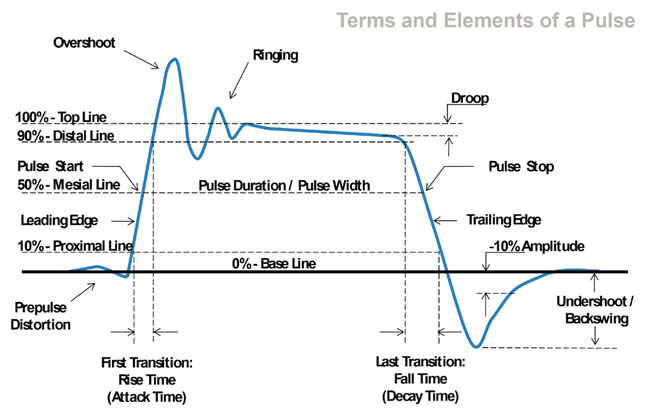 Terms and Elements of a Pulse
Overshoot
Ringing
Droop
100% - Top Line
90% - Distal Line
Pulse Start
Pulse Stop
50% - Mesial Line
Pulse Duration / Pulse Width
Leading Edge
Trailing Edge
10% - Proximal Line
-10% Amplitude
0% - Base Line
Prepulse
Distortion
Undershoot /
Backswing
First Transition:
Rise Time
(Attack Time)
Last Transition:
Fall Time
(Decay Time)